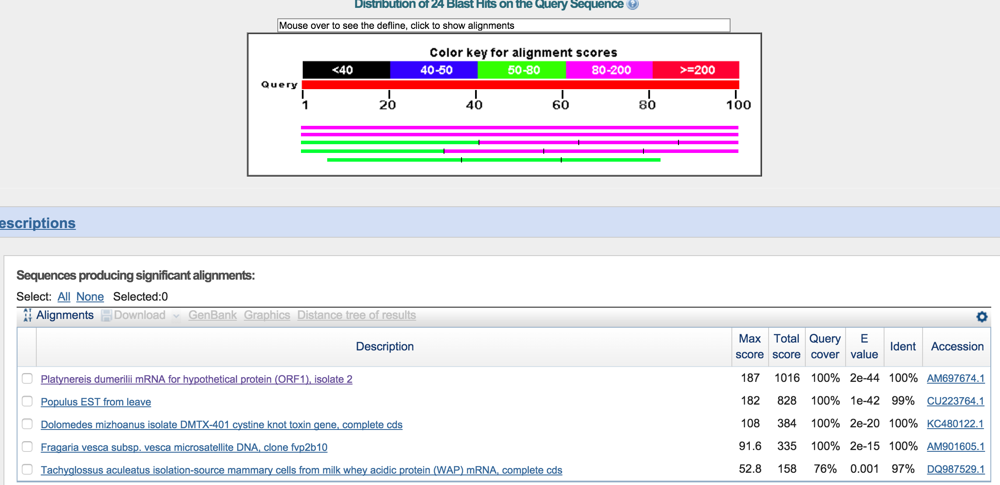 Distribution of 24 Blast Hits on the Query Sequence ?
Mouse over to see the defline, click to show alignments
Color key for alignment scores
<40 40-50 50-80 80-200 >=200
Query
1 20 40 60 80 100
escriptions
Sequences producing significant alignments:
Select: All None Selected:0
AT AT Alignments Download GenBank Graphics Distance tree of results
Description Max score Total score Query cover E value Ident Accession
Platynereis dumerilii mRNA for hypothetical protein (ORF1), isolate 2 187 1016 100% 2e-44 100% AM697674.1
Populus EST from leave 182 828 100% 1e-42 99% CU223764.1
Dolomedes mizhoanus isolate DMTX-401 cystine knot toxin gene, complete cds 108 384 100% 2e-20 100% KC480122.1
Fragaria vesca subsp. vesca microsatellite DNA, clone fvp2b10 91.6 335 100% 2e-15 100% AM901605.1
Tachyglossus aculeatus isolation-source mammary cells from milk whey acidic protein (WAP) mRNA, complete cds 52.8 158 76% 0.001 97% DQ987529.1